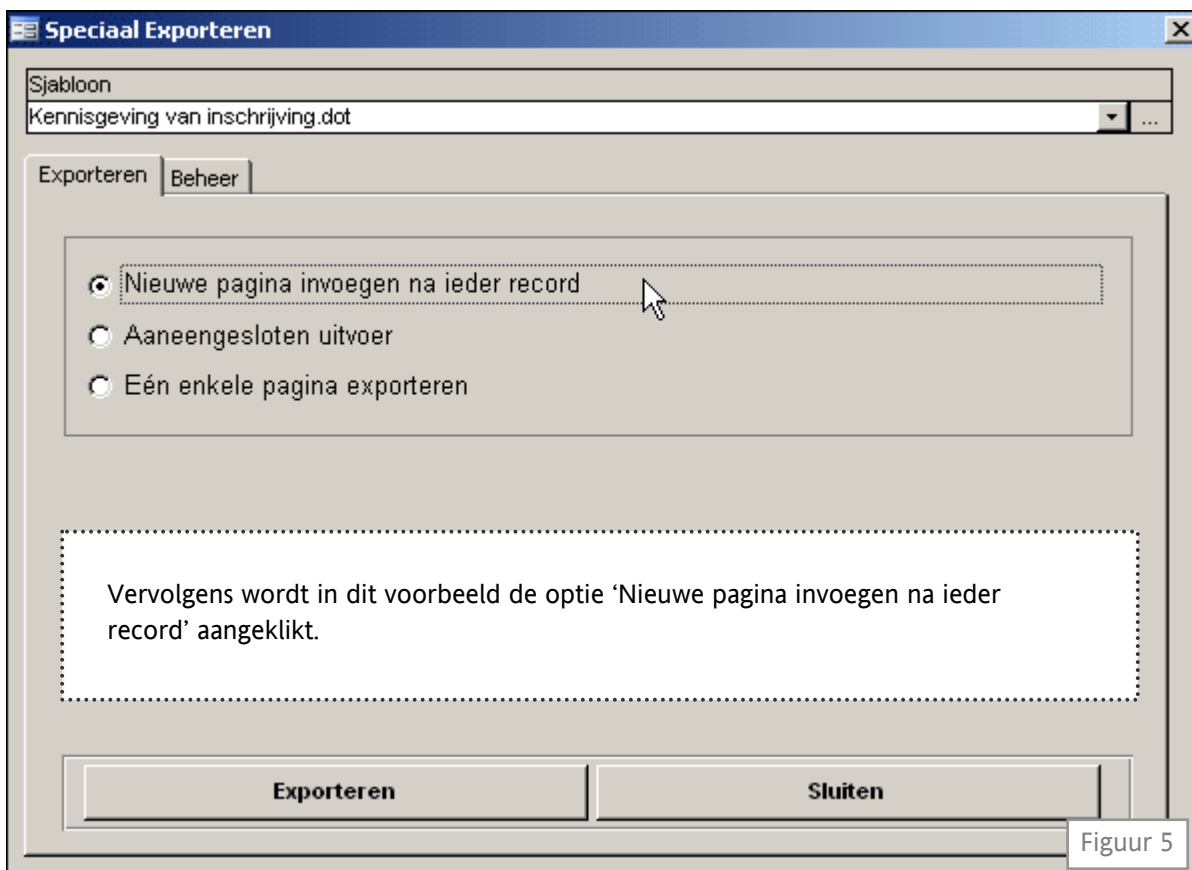 Speciaal Exporteren
Sjabloon
Kennisgeving van inschrijving.dot
...
Exporteren
Beheer
Nieuwe pagina invoegen na ieder record
Aaneengesloten uitvoer
Eén enkele pagina exporteren
Vervolgens wordt in dit voorbeeld de optie ‘Nieuwe pagina invoegen na ieder
record’ aangeklikt.
Exporteren
Sluiten
Figuur 5